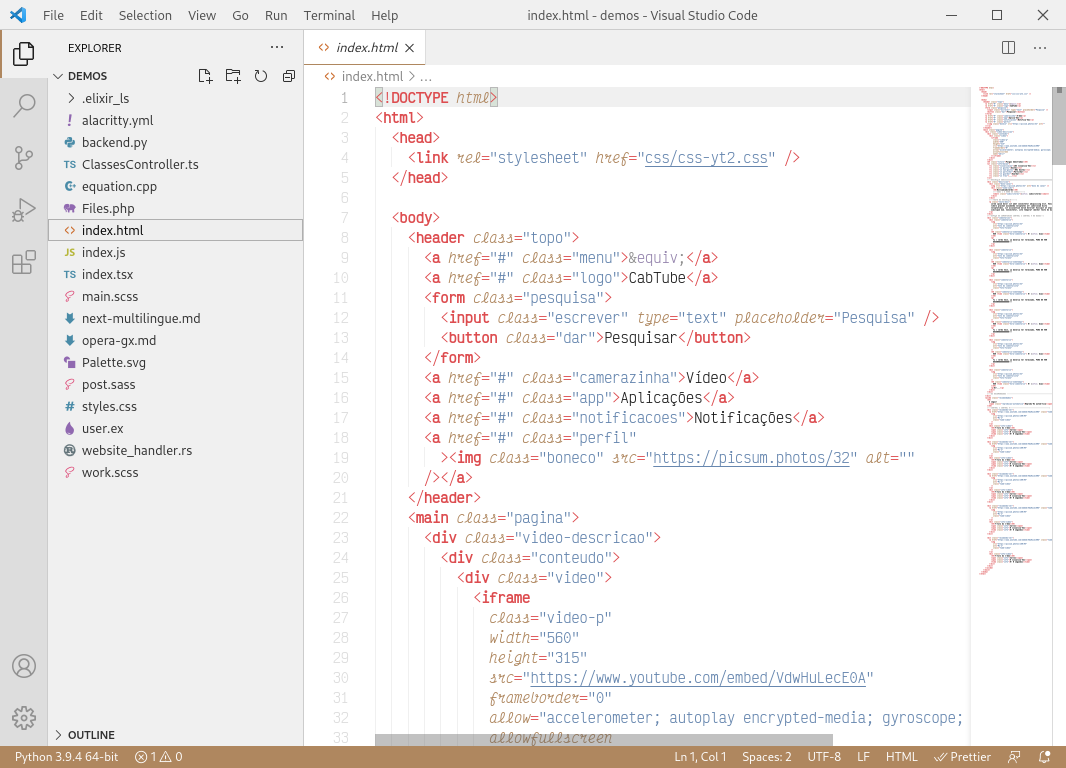 File Edit Selection View Go Run Terminal Help index.html - demos - Visual Studio Code
EXPLORER
DEMOS
.elixir_ls
alacritty.yml
backend.py
TS ClassesController.ts
equation.cpp
Files.php
index.html
JS index.js
TS index.tsx
main.scss
next-multilingue.md
opera-gx.md
Palette.svg
post.sass
# styles.css
user.ex
website_handler.rs
work.scss
OUTLINE
index.html
index.html > ...
1 <!DOCTYPE html>
2 <html>
3 <head>
4 <link rel="stylesheet" href="css/css-yt2.css" />
5 </head>
6
7 <body>
8 <header class="topo">
9 <a href="#" class="menu">&equiv;</a>
10 <a href="#" class="logo">CabTube</a>
11 <form class="pesquisa">
12 <input class="escrever" type="text" placeholder="Pesquisa" />
13 <button class="dar">Pesquisar</button>
14 </form>
15 <a href="#" class="camerazinha">Vídeo</a>
16 <a href="#" class="app">Aplicações</a>
17 <a href="#" class="notificacoes">Notificações</a>
18 <a href="#" class="perfil"
19 ><img class="boneco" src="https://picsum.photos/32" alt=""
20 /></a>
21 </header>
22 <main class="pagina">
23 <div class="video-descricao">
24 <div class="conteudo">
25 <div class="video">
26 <iframe
27 class="video-p"
28 width="560"
29 height="315"
30 src="https://www.youtube.com/embed/VdwHuLecE0A"
31 frameborder="0"
32 allow="accelerometer; autoplay encrypted-media; gyroscope;
33 allowfullscreen
Python 3.9.4 64-bit 1 0 Ln 1, Col 1 Spaces: 2 UTF-8 LF HTML Prettier